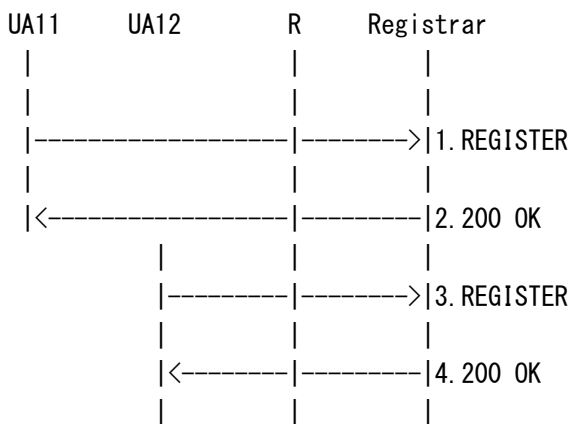 UA11 UA12 R Registrar
1.REGISTER
2.200 OK
3.REGISTER
4.200 OK